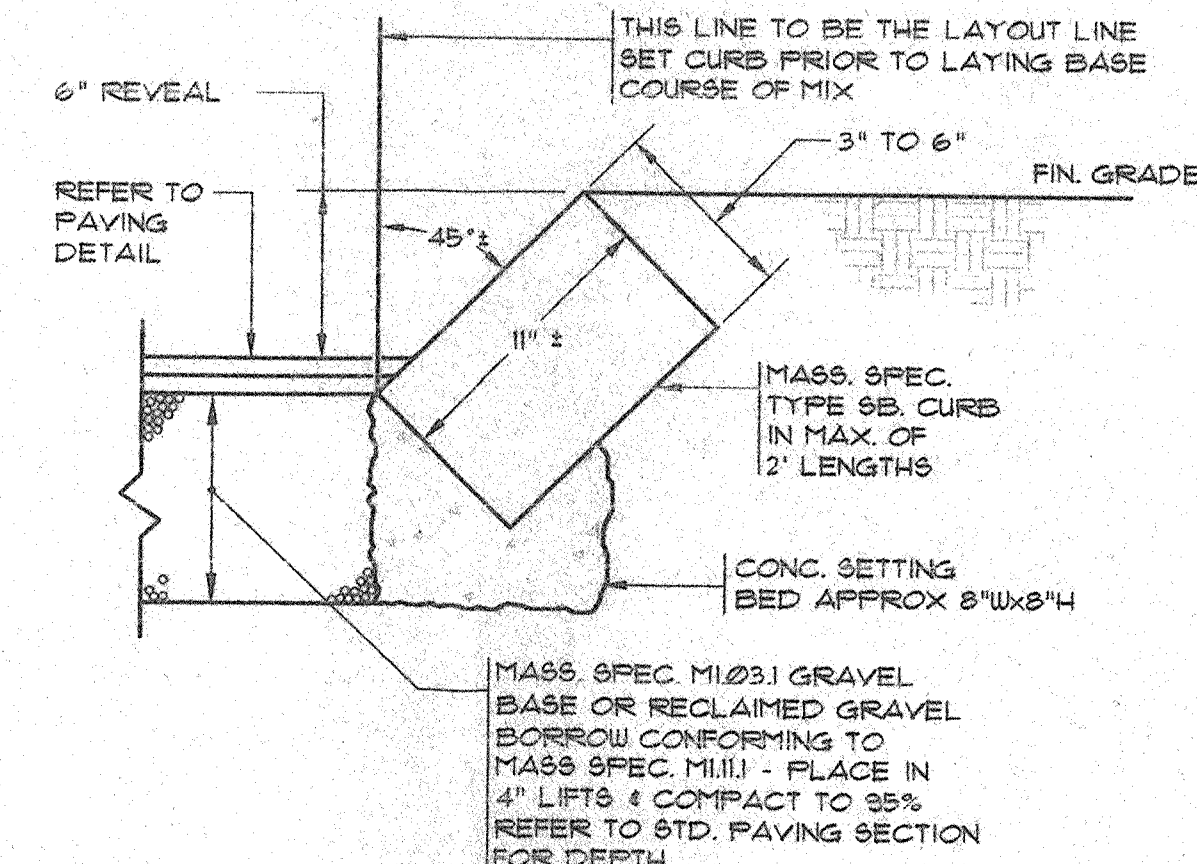 THIS LINE TO BE THE LAYOUT LINE
SET CURB PRIOR TO LAYING BASE
COURSE OF MIX
6" REVEAL
3" TO 6"
FIN. GRADE
REFER TO
PAVING
DETAIL
45°±
11" ±
MASS. SPEC.
TYPE SB. CURB
IN MAX. OF
2' LENGTHS
CONC. SETTING
BED APPROX 8"Wx8"H
MASS. SPEC. M1.03.1 GRAVEL
BASE OR RECLAIMED GRAVEL
BORROW CONFORMING TO
MASS SPEC. M1.11.1 - PLACE IN
4" LIFTS & COMPACT TO 95%
REFER TO STD. PAVING SECTION
FOR DEPTH